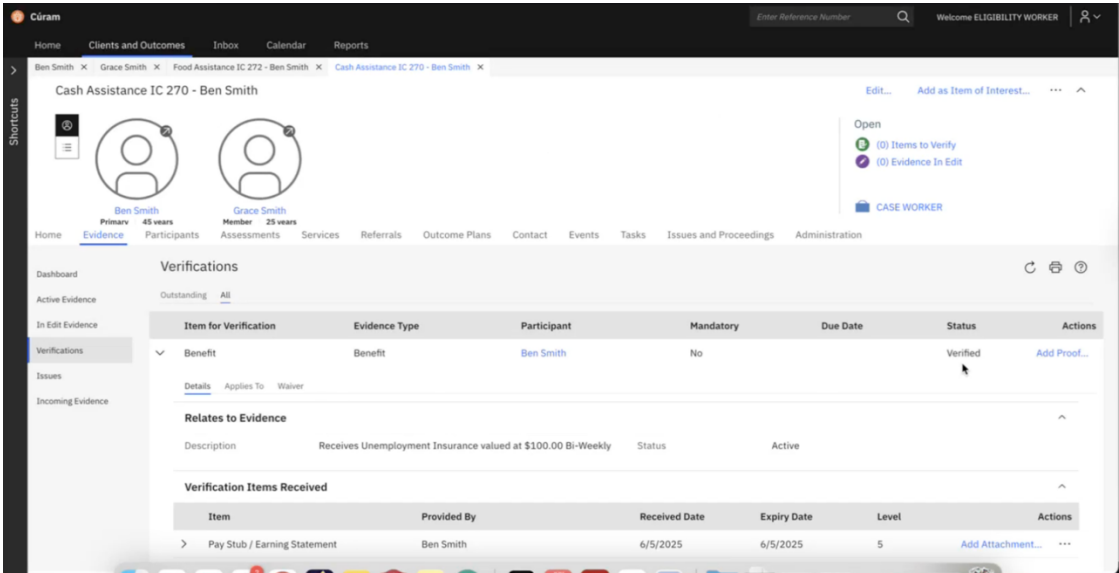 Cúram
Enter Reference Number
Welcome ELIGIBILITY WORKER
Home Clients and Outcomes Inbox Calendar Reports
Ben Smith Grace Smith Food Assistance IC 272 - Ben Smith Cash Assistance IC 270 - Ben Smith
Shortcuts
Cash Assistance IC 270 - Ben Smith
Edit... Add as Item of Interest...
Open
(0) Items to Verify
(0) Evidence In Edit
CASE WORKER
Ben Smith
Primary 45 years
Grace Smith
Member 25 years
Home Evidence Participants Assessments Services Referrals Outcome Plans Contact Events Tasks Issues and Proceedings Administration
Dashboard
Active Evidence
In Edit Evidence
Verifications
Issues
Incoming Evidence
Verifications
Outstanding All
Item for Verification Evidence Type Participant Mandatory Due Date Status Actions
Benefit Benefit Ben Smith No Verified Add Proof...
Details Applies To Waiver
Relates to Evidence
Description Receives Unemployment Insurance valued at $100.00 Bi-Weekly Status Active
Verification Items Received
Item Provided By Received Date Expiry Date Level Actions
Pay Stub / Earning Statement Ben Smith 6/5/2025 6/5/2025 5 Add Attachment...